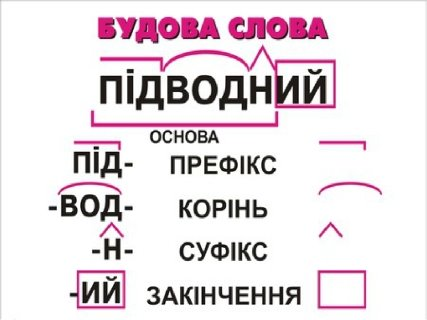 БУДОВА СЛОВА
ПІДВОДНИЙ
ОСНОВА
ПІД- ПРЕФІКС
-ВОД- КОРІНЬ
-Н- СУФІКС
-ИЙ ЗАКІНЧЕННЯ